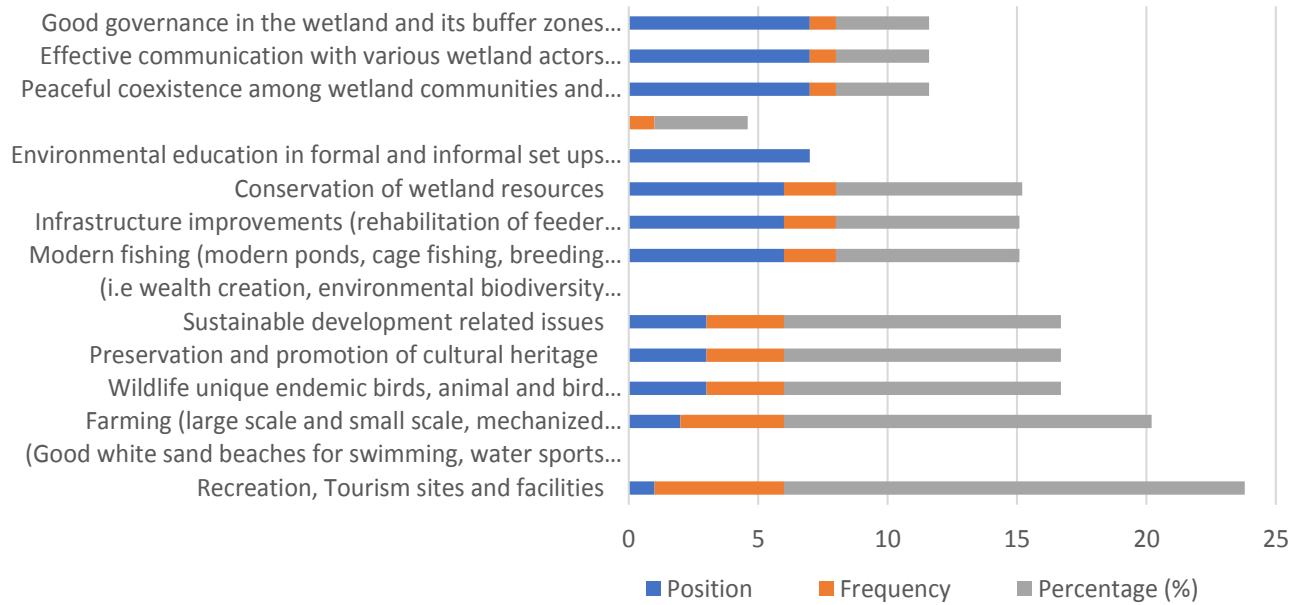 Good governance in the wetland and its buffer zones...
Effective communication with various wetland actors...
Peaceful coexistence among wetland communities and...
Environmental education in formal and informal set ups...
Conservation of wetland resources
Infrastructure improvements (rehabilitation of feeder...
Modern fishing (modern ponds, cage fishing, breeding...
(i.e wealth creation, environmental biodiversity...
Sustainable development related issues
Preservation and promotion of cultural heritage
Wildlife unique endemic birds, animal and bird...
Farming (large scale and small scale, mechanized...
(Good white sand beaches for swimming, water sports...
Recreation, Tourism sites and facilities
0 5 10 15 20 25
Position Frequency Percentage (%)